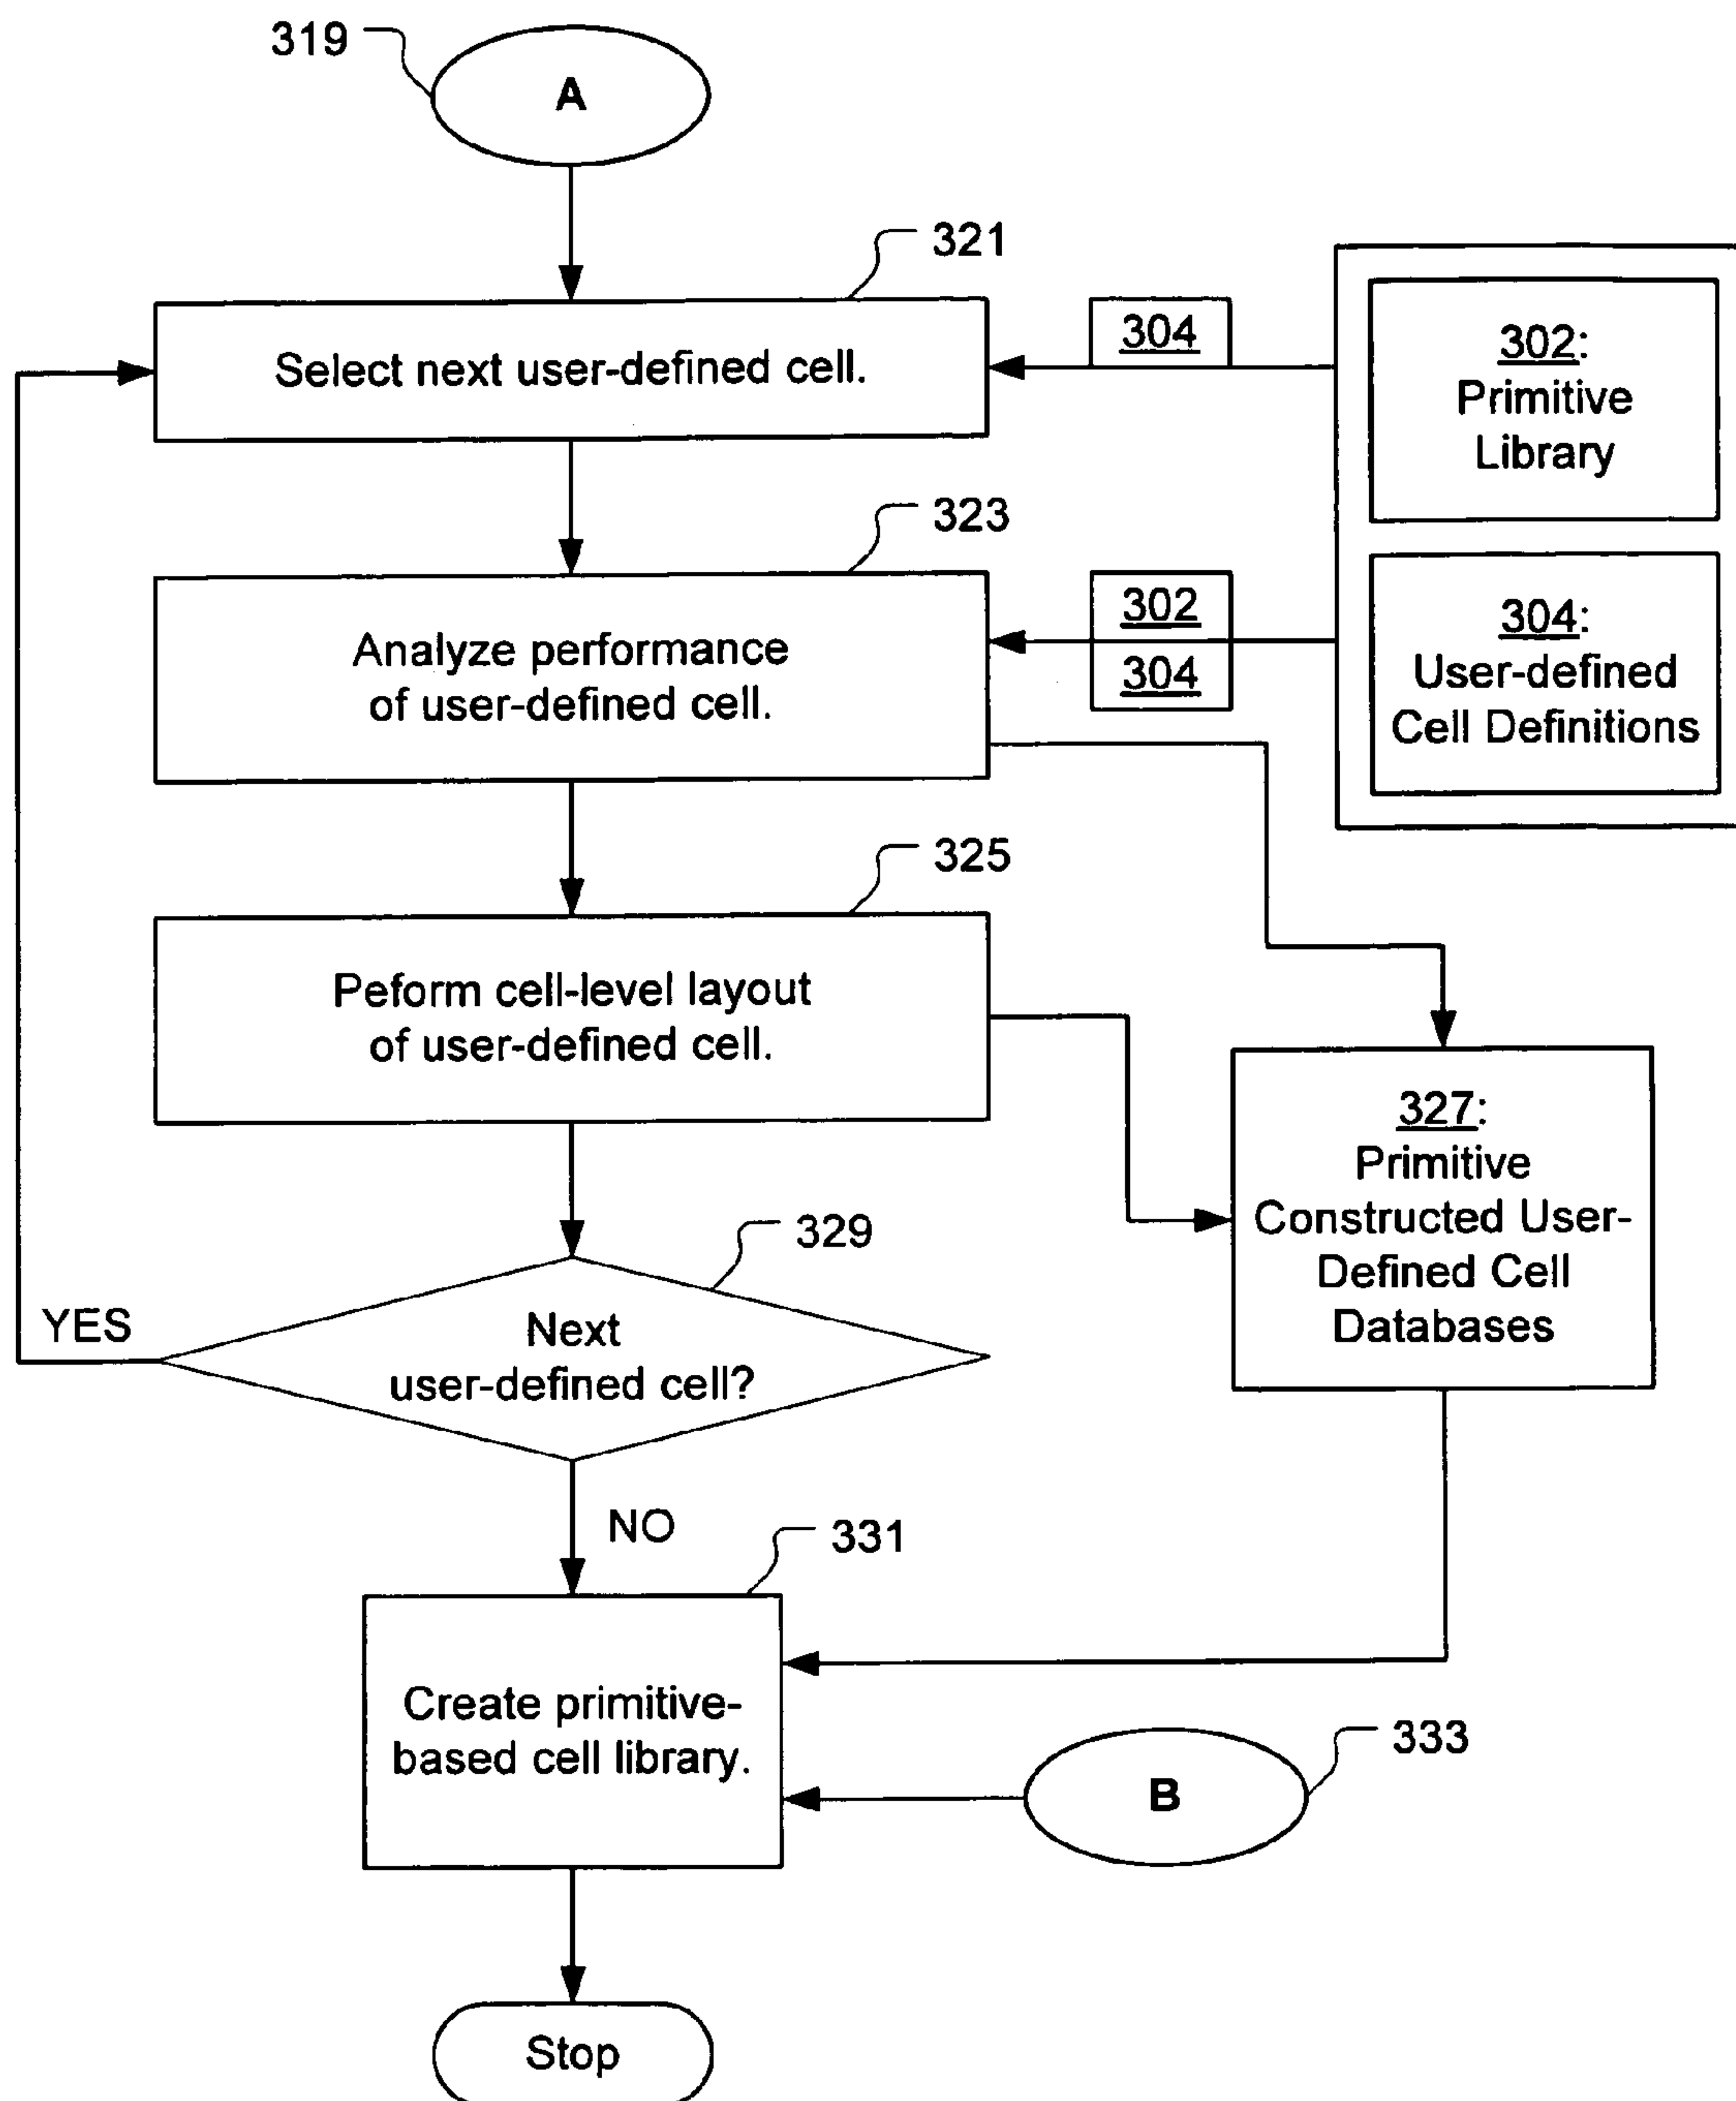 319
A
321
Select next user-defined cell.
304
302:
Primitive
Library
323
Analyze performance
of user-defined cell.
302
304
304:
User-defined
Cell Definitions
325
Peform cell-level layout
of user-defined cell.
327:
Primitive
Constructed User-
Defined Cell
Databases
329
Next
user-defined cell?
YES
NO
331
Create primitive-
based cell library.
333
B
Stop